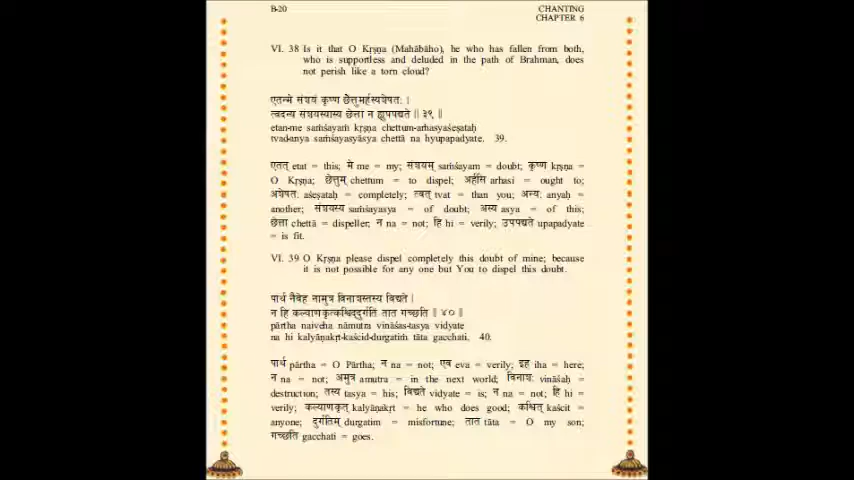 B-20
CHANTING
CHAPTER 6
VI. 38 Is it that O Kṛṣṇa (Mahābāho), he who has fallen from both,
who is supportless and deluded in the path of Brahman, does
not perish like a torn cloud?
एतन्मे संशयं कृष्ण छेत्तुमर्हस्यशेषतः ।
त्वदन्यः संशयस्यास्य छेत्ता न ह्युपपद्यते ॥ ३९ ॥
etan-me saṁśayaṁ kṛṣṇa chettum-arhasyaśeṣataḥ
tvadanya saṁśayasyāsya chettā na hyupapadyate. 39.
एतत् etat = this; मे me = my; संशयम् saṁśayam = doubt; कृष्ण kṛṣṇa =
O Kṛṣṇa; छेत्तुम् chettum = to dispel; अर्हसि arhasi = ought to;
अशेषतः aśeṣataḥ = completely; त्वत् tvat = than you; अन्यः anyaḥ =
another; संशयस्य saṁśayasya = of doubt; अस्य asya = of this;
छेत्ता chettā = dispeller; न na = not; हि hi = verily; उपपद्यते upapadyate
= is fit.
VI. 39 O Kṛṣṇa please dispel completely this doubt of mine; because
it is not possible for any one but You to dispel this doubt.
पार्थ नैवेह नामुत्र विनाशस्तस्य विद्यते ।
न हि कल्याणकृत्कश्चिद्दुर्गतिं तात गच्छति ॥ ४० ॥
pārtha naiveha nāmutra vināśas-tasya vidyate
na hi kalyāṇakṛt-kaścid-durgatiṁ tāta gacchati. 40.
पार्थ pārtha = O Pārtha; न na = not; एव eva = verily; इह iha = here;
न na = not; अमुत्र amutra = in the next world; विनाशः vināśaḥ =
destruction; तस्य tasya = his; विद्यते vidyate = is; न na = not; हि hi =
verily; कल्याणकृत् kalyāṇakṛt = he who does good; कश्चित् kaścit =
anyone; दुर्गतिम् durgatim = misfortune; तात tāta = O my son;
गच्छति gacchati = goes.